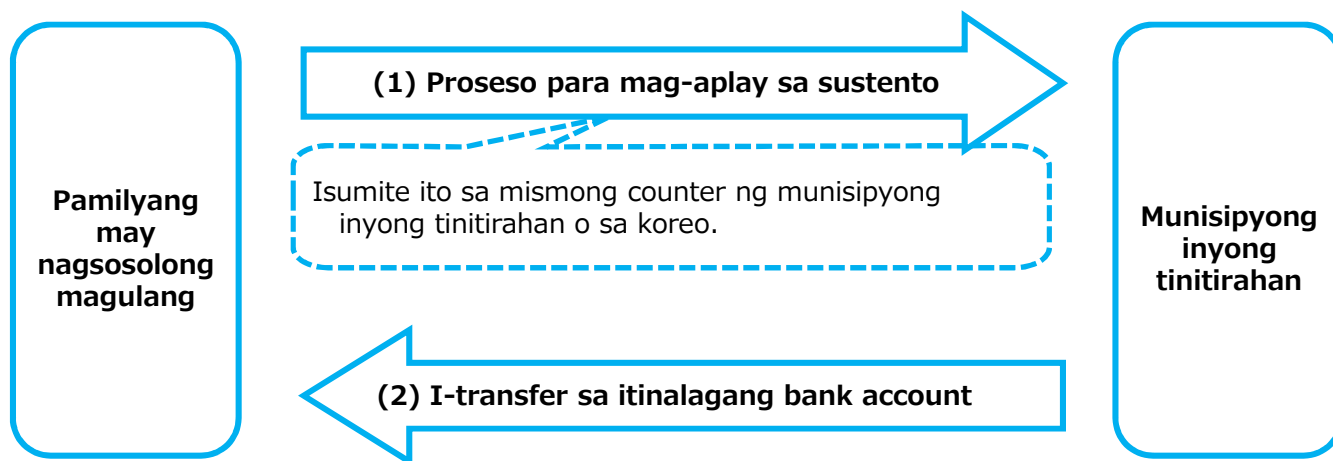 Pamilyang
may
nagsosolong
magulang
(1) Proseso para mag-aplay sa sustento
Isumite ito sa mismong counter ng munisipyong
inyong tinitirahan o sa koreo.
(2) I-transfer sa itinalagang bank account
Munisipyong
inyong
tinitirahan